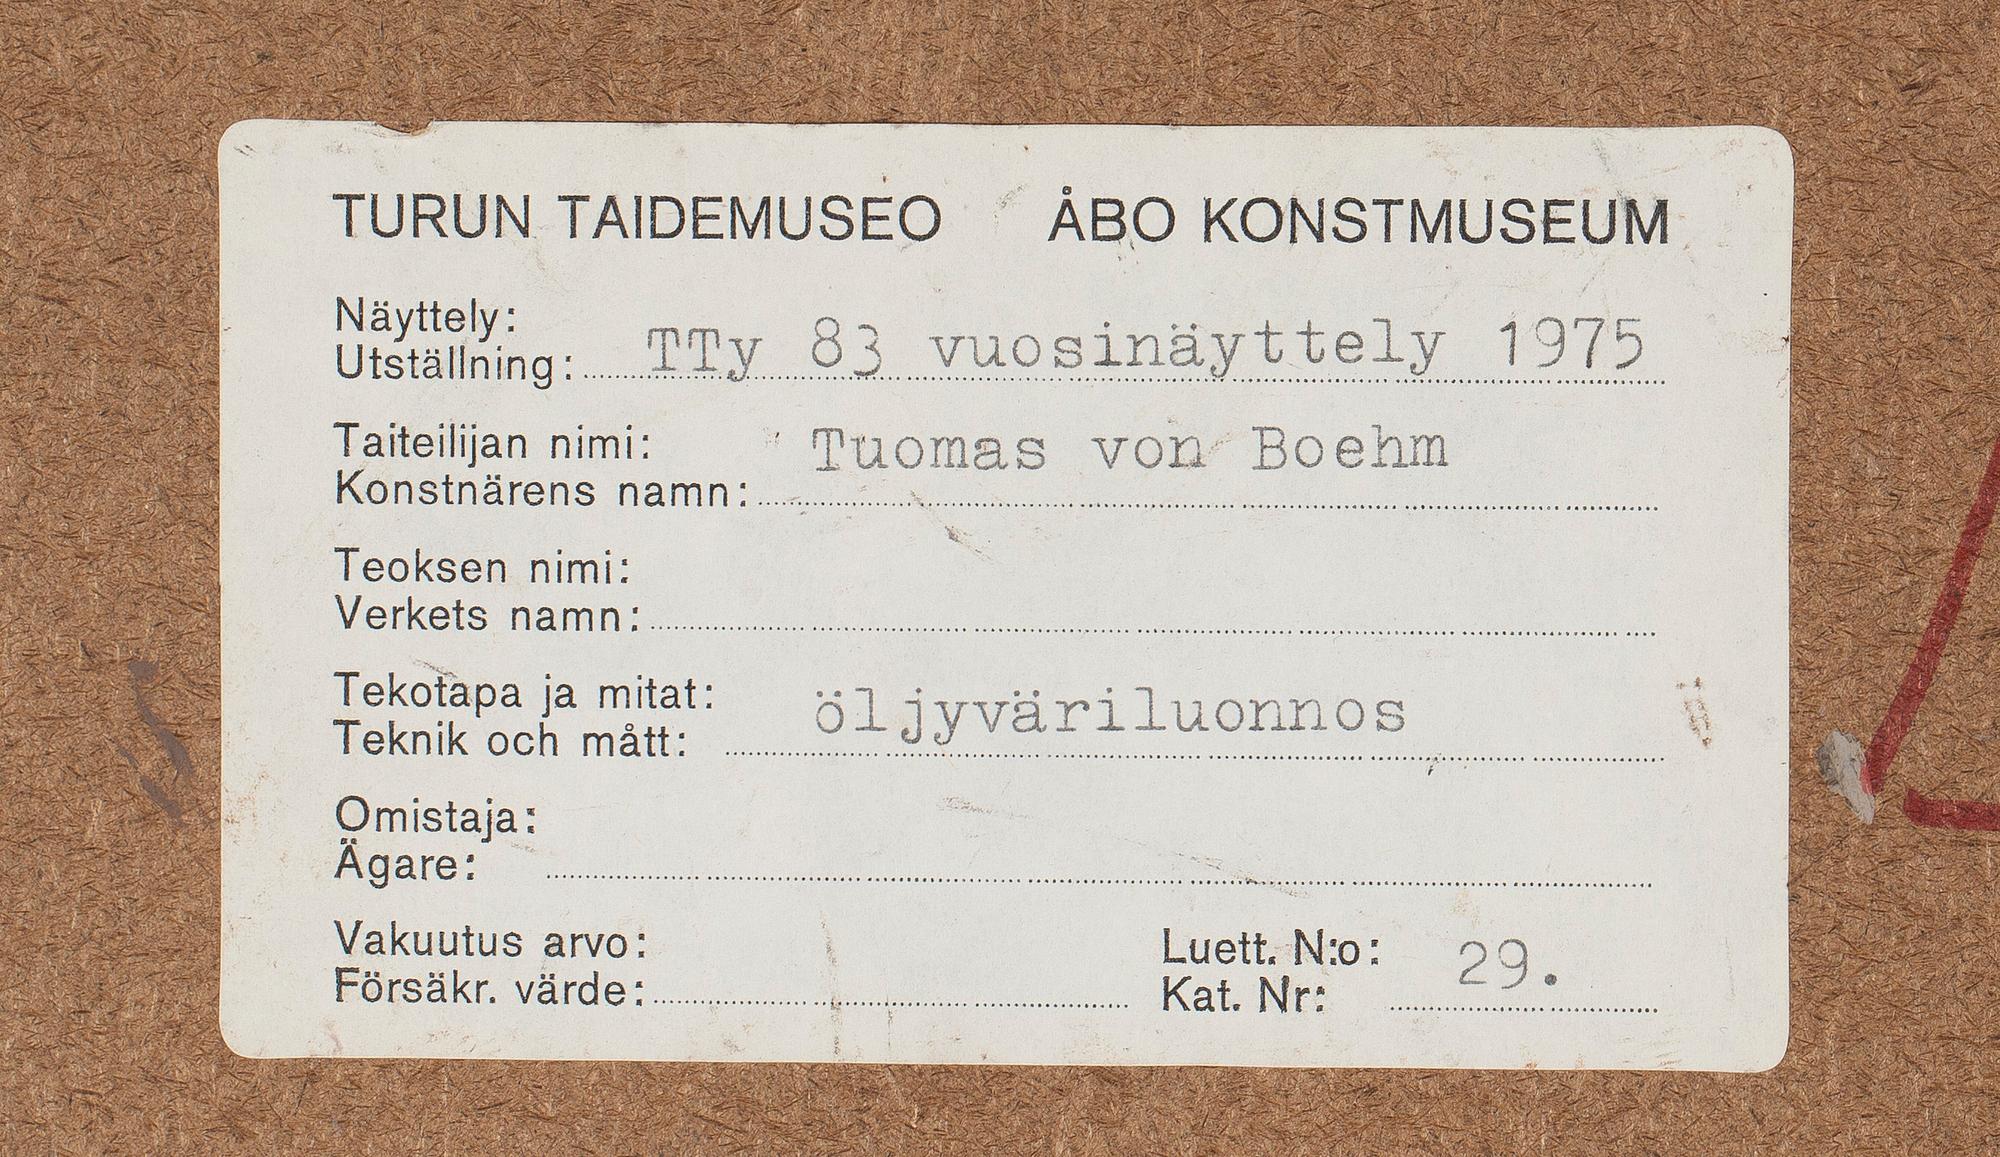 TURUN TAIDEMUSEO ÅBO KONSTMUSEUM
Näyttely:
Utställning: TTy 83 vuosinäyttely 1975
Taiteilijan nimi: Tuomas von Boehm
Konstnärens namn:
Teoksen nimi:
Verkets namn:
Tekotapa ja mitat: öljyväriluonnos
Teknik och mått:
Omistaja:
Ägare:
Vakuutus arvo:
Försäkr. värde:
Luett. N:o: 29.
Kat. Nr: